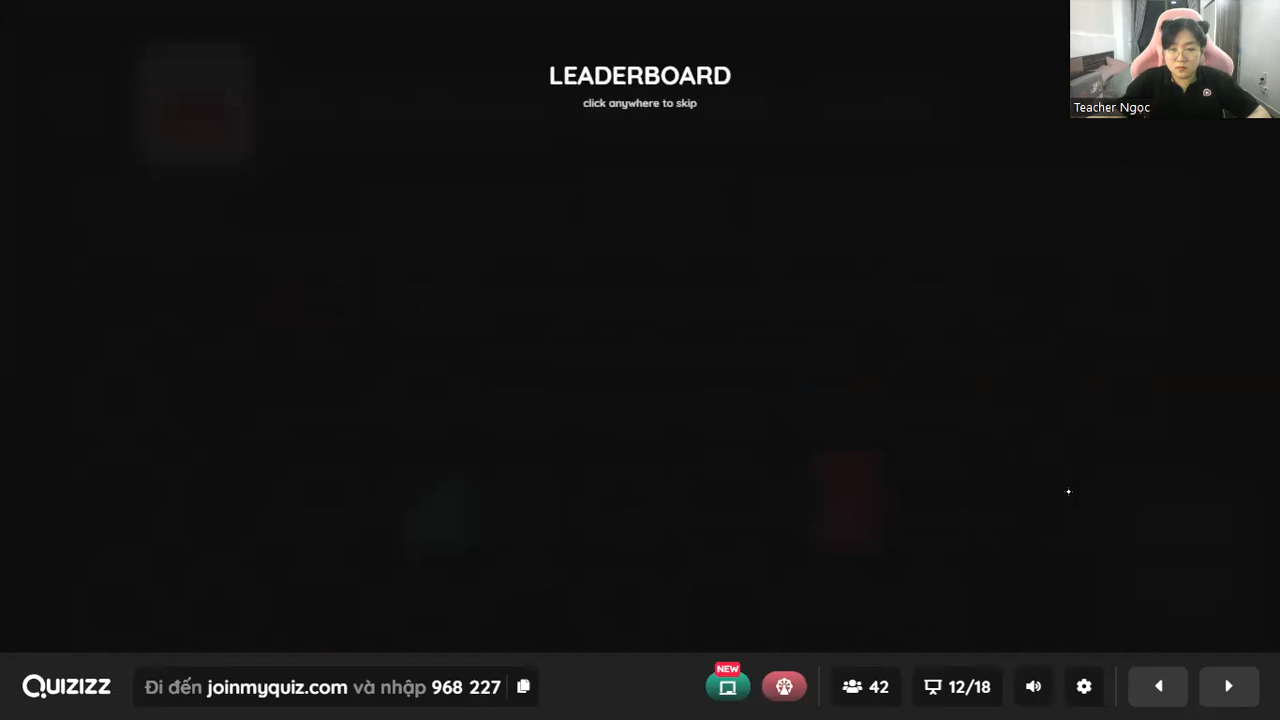 LEADERBOARD
click anywhere to skip
Teacher Ngọc
QUIZIZZ
Đi đến joinmyquiz.com và nhập 968 227
NEW
42
12/18